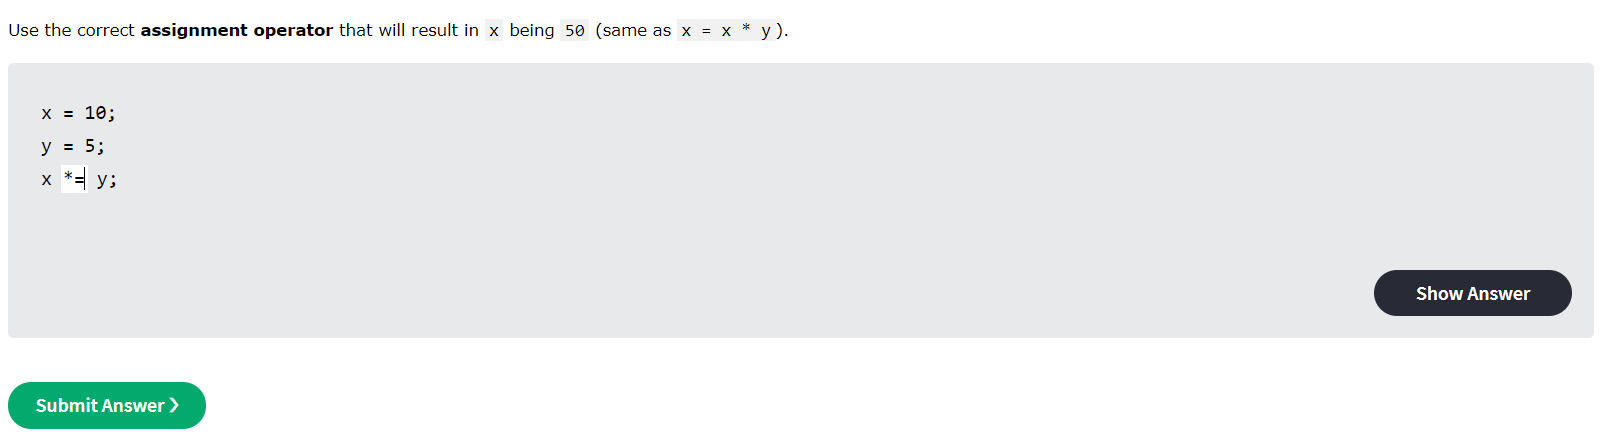 Use the correct assignment operator that will result in x being 50 (same as x = x * y).
x = 10;
y = 5;
x *= y;
Show Answer
Submit Answer ❯